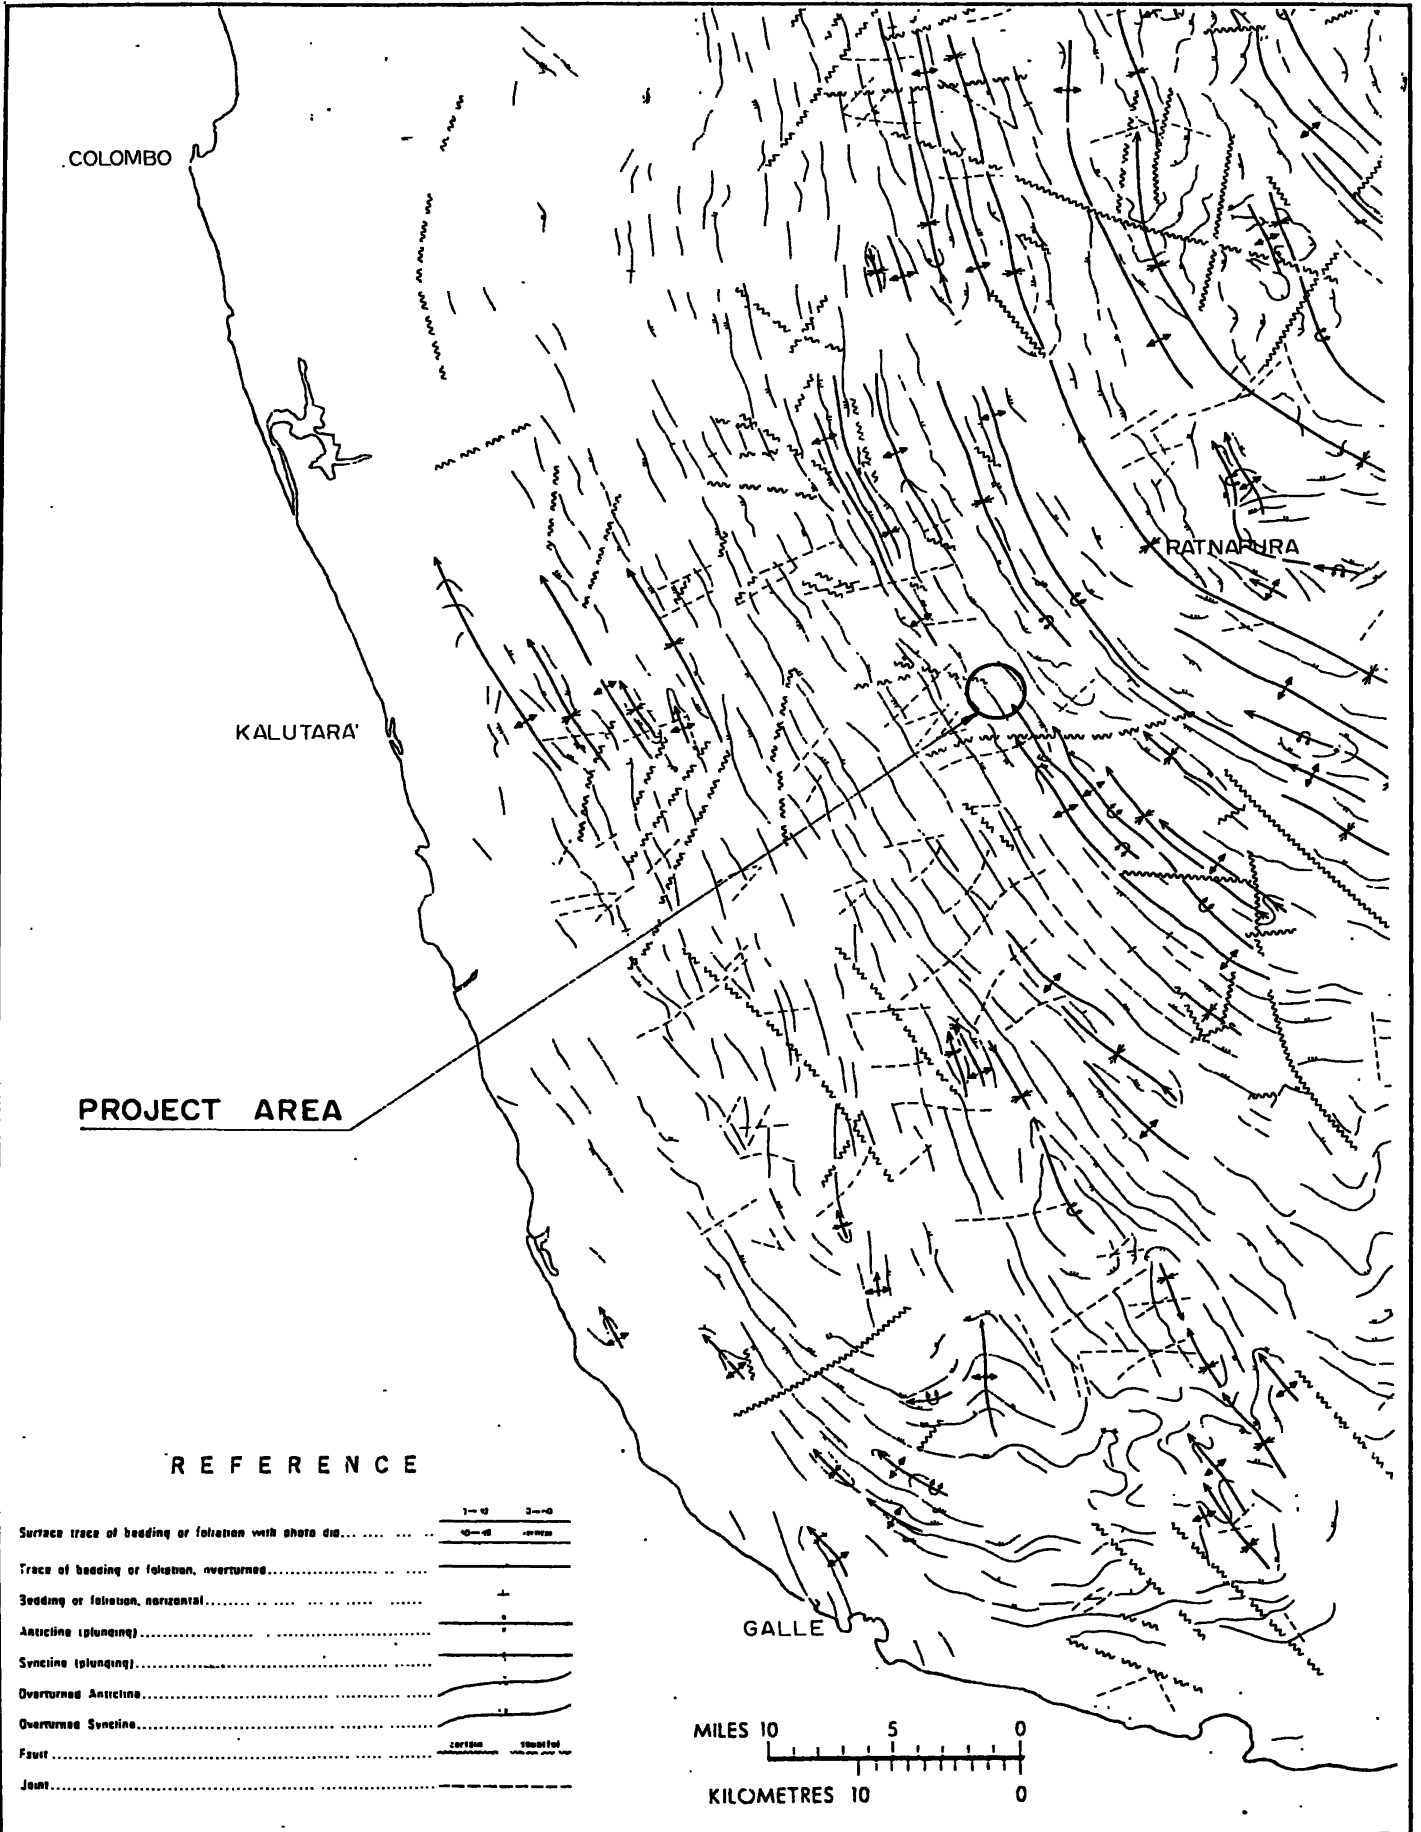 COLOMBO
RATNAPURA
KALUTARA
PROJECT AREA
REFERENCE
Surface trace of bedding or foliation with photo dip
Trace of bedding or foliation, overturned
Bedding or foliation, horizontal
Anticline (plunging)
Syncline (plunging)
Overturned Anticline
Overturned Syncline
Fault certain doubtful
Joint
GALLE
MILES 10 5 0
KILOMETRES 10 0